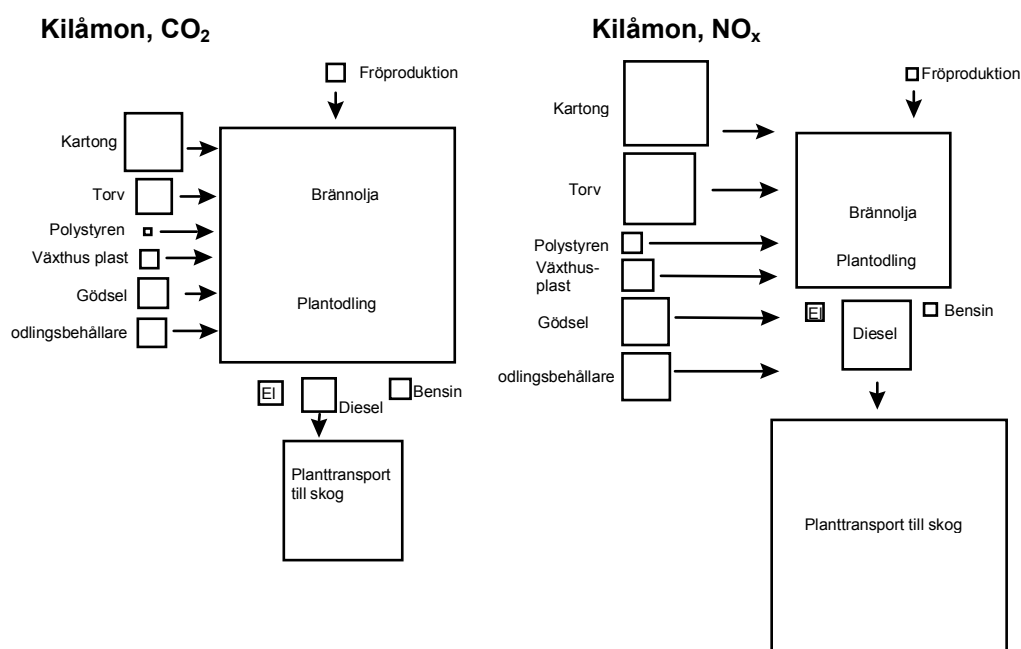 Kilåmon, CO₂
Fröproduktion
Kartong
Torv
Brännolja
Polystyren
Växthus plast
Gödsel
Plantodling
odlingsbehållare
El
Diesel
Bensin
Planttransport
till skog
Kilåmon, NOₓ
Fröproduktion
Kartong
Torv
Brännolja
Polystyren
Växthus-
plast
Plantodling
Gödsel
El
Diesel
Bensin
odlingsbehållare
Planttransport till skog